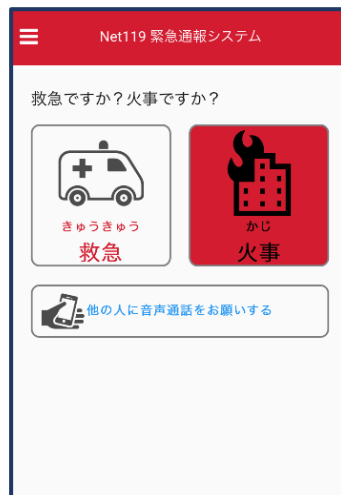 Net119 緊急通報システム
救急ですか？火事ですか？
きゅうきゅう
救急
かじ
火事
他の人に音声通話をお願いする